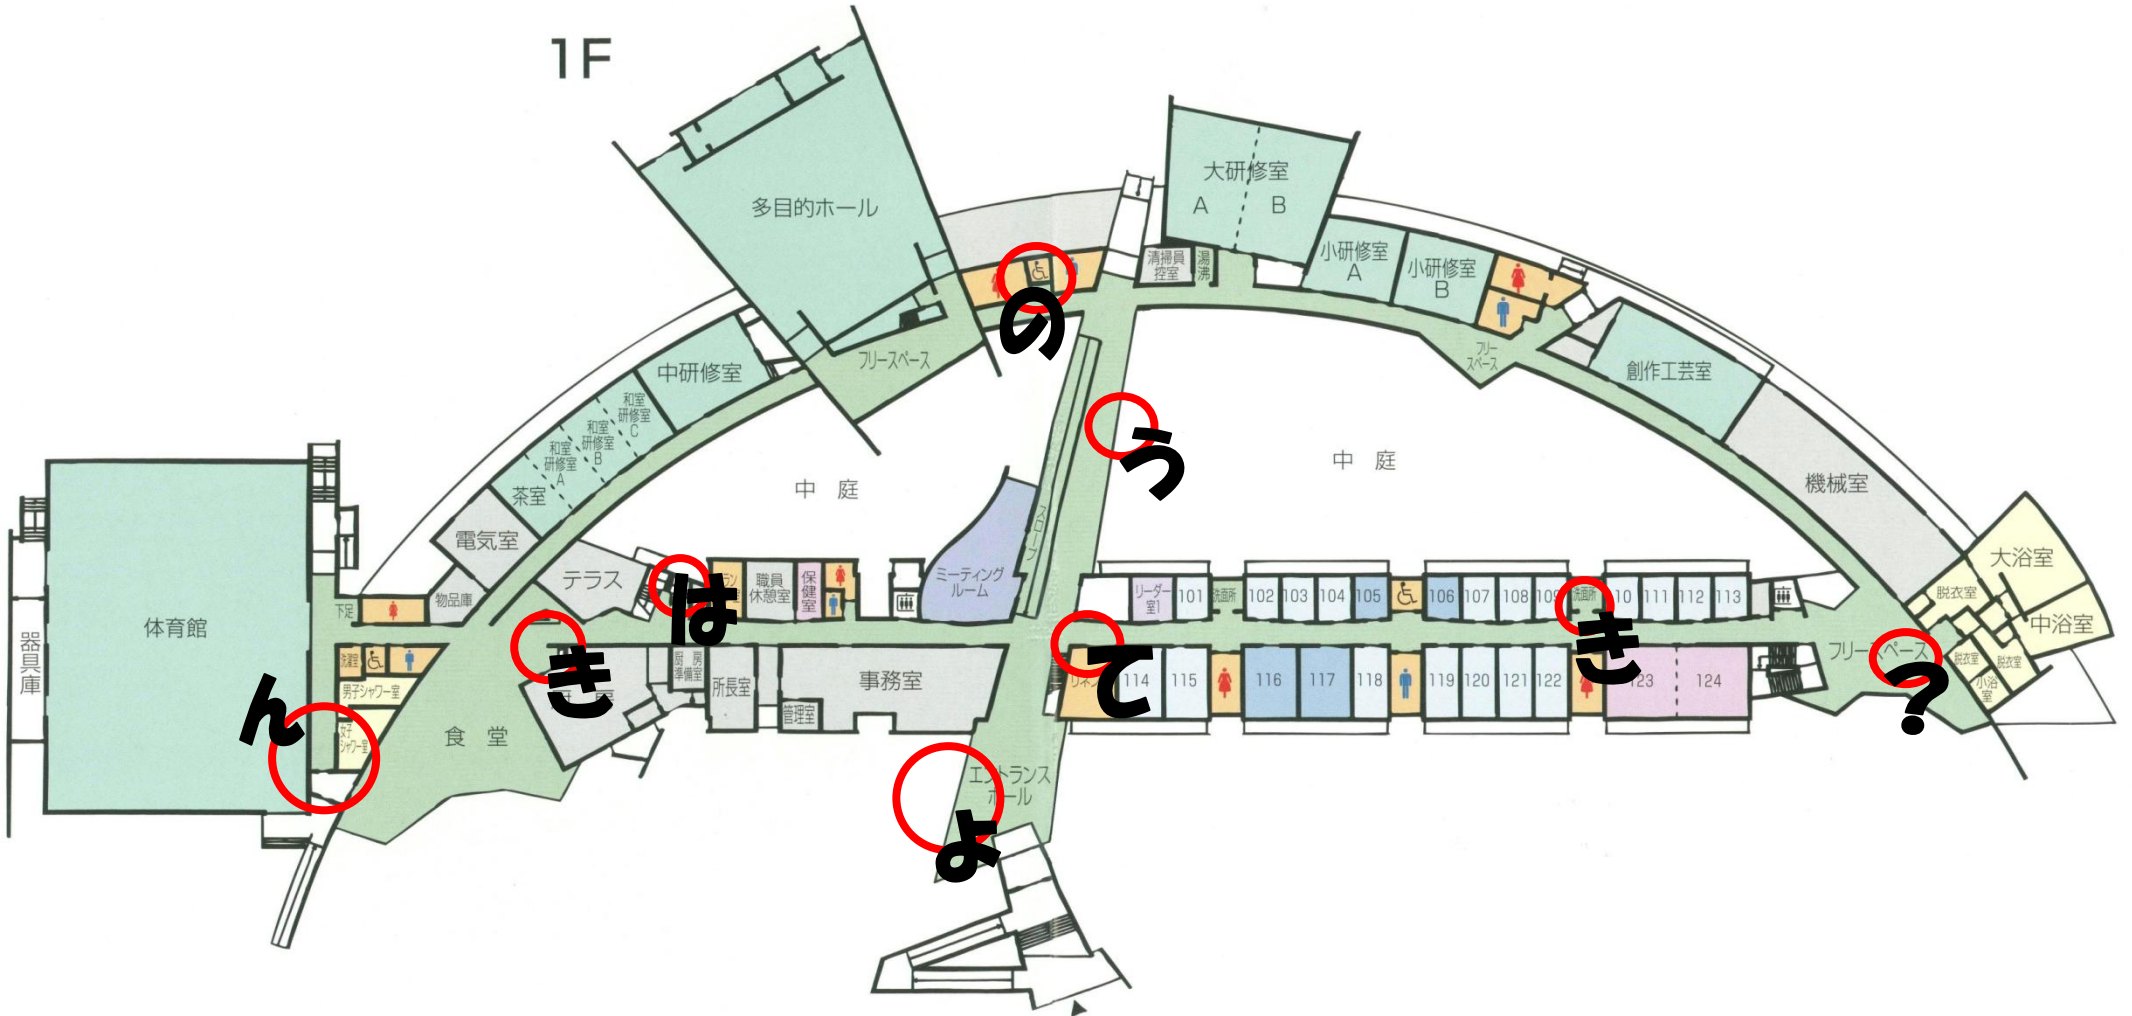 1F
多目的ホール
大研修室
A B
清掃員
控室
湯沸
小研修室
A
小研修室
B
の
フリースペース
フリー
スペース
創作工芸室
中研修室
和室
研修室
C
和室
研修室
B
和室
研修室
A
茶室
う
中 庭
中 庭
機械室
電気室
スロープ
テラス
は
職員
休憩室
保健室
ミーティング
ルーム
リーダー
室1
101
洗面所
102
103
104
105
106
107
108
109
洗面所
111
112
113
大浴室
脱衣室
中浴室
下足
物品庫
体育館
器具庫
き
て
き
フリースペース
?
脱衣室
脱衣室
小浴室
洗濯室
男子シャワー室
女子
シャワー室
ん
食 堂
厨房
準備室
所長室
管理室
事務室
114
115
116
117
118
119
120
121
122
123
124
エントランス
ホール
よ